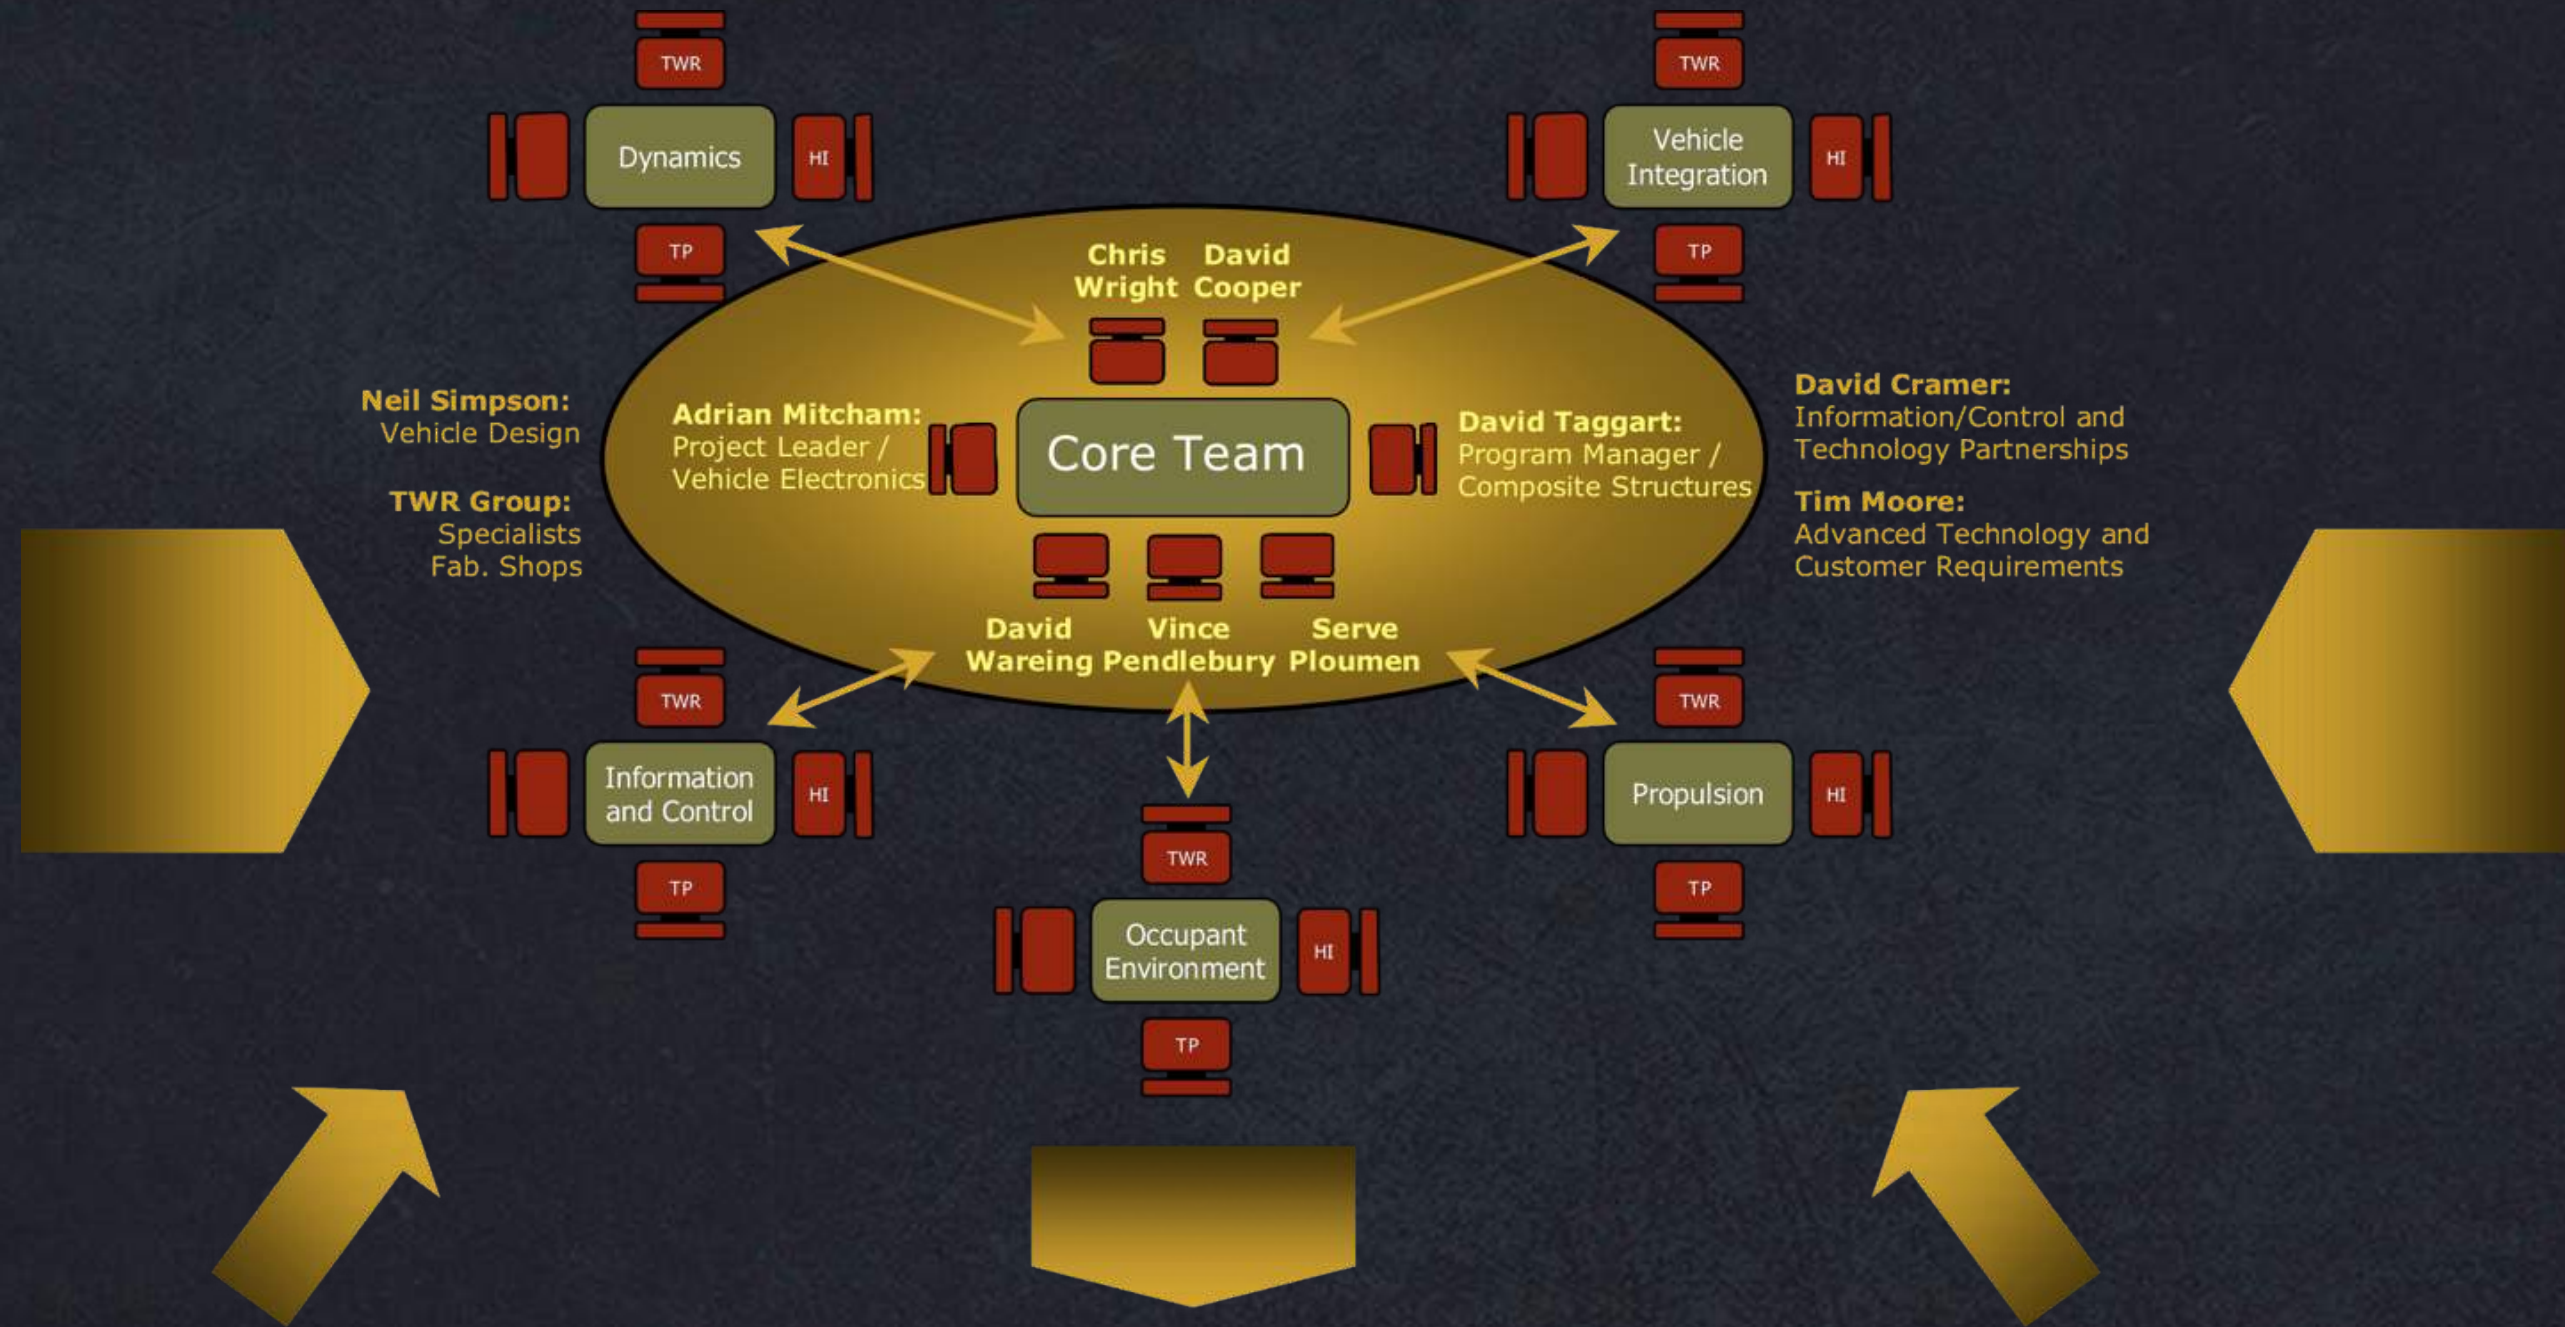 TWR
Dynamics
HI
TP
TWR
Vehicle
Integration
HI
TP
Chris
Wright
David
Cooper
Neil Simpson:
Vehicle Design
TWR Group:
Specialists
Fab. Shops
Adrian Mitcham:
Project Leader /
Vehicle Electronics
Core Team
David Taggart:
Program Manager /
Composite Structures
David Cramer:
Information/Control and
Technology Partnerships
Tim Moore:
Advanced Technology and
Customer Requirements
David
Wareing
Vince
Pendlebury
Serve
Ploumen
TWR
Information
and Control
HI
TP
TWR
Occupant
Environment
HI
TP
TWR
Propulsion
HI
TP